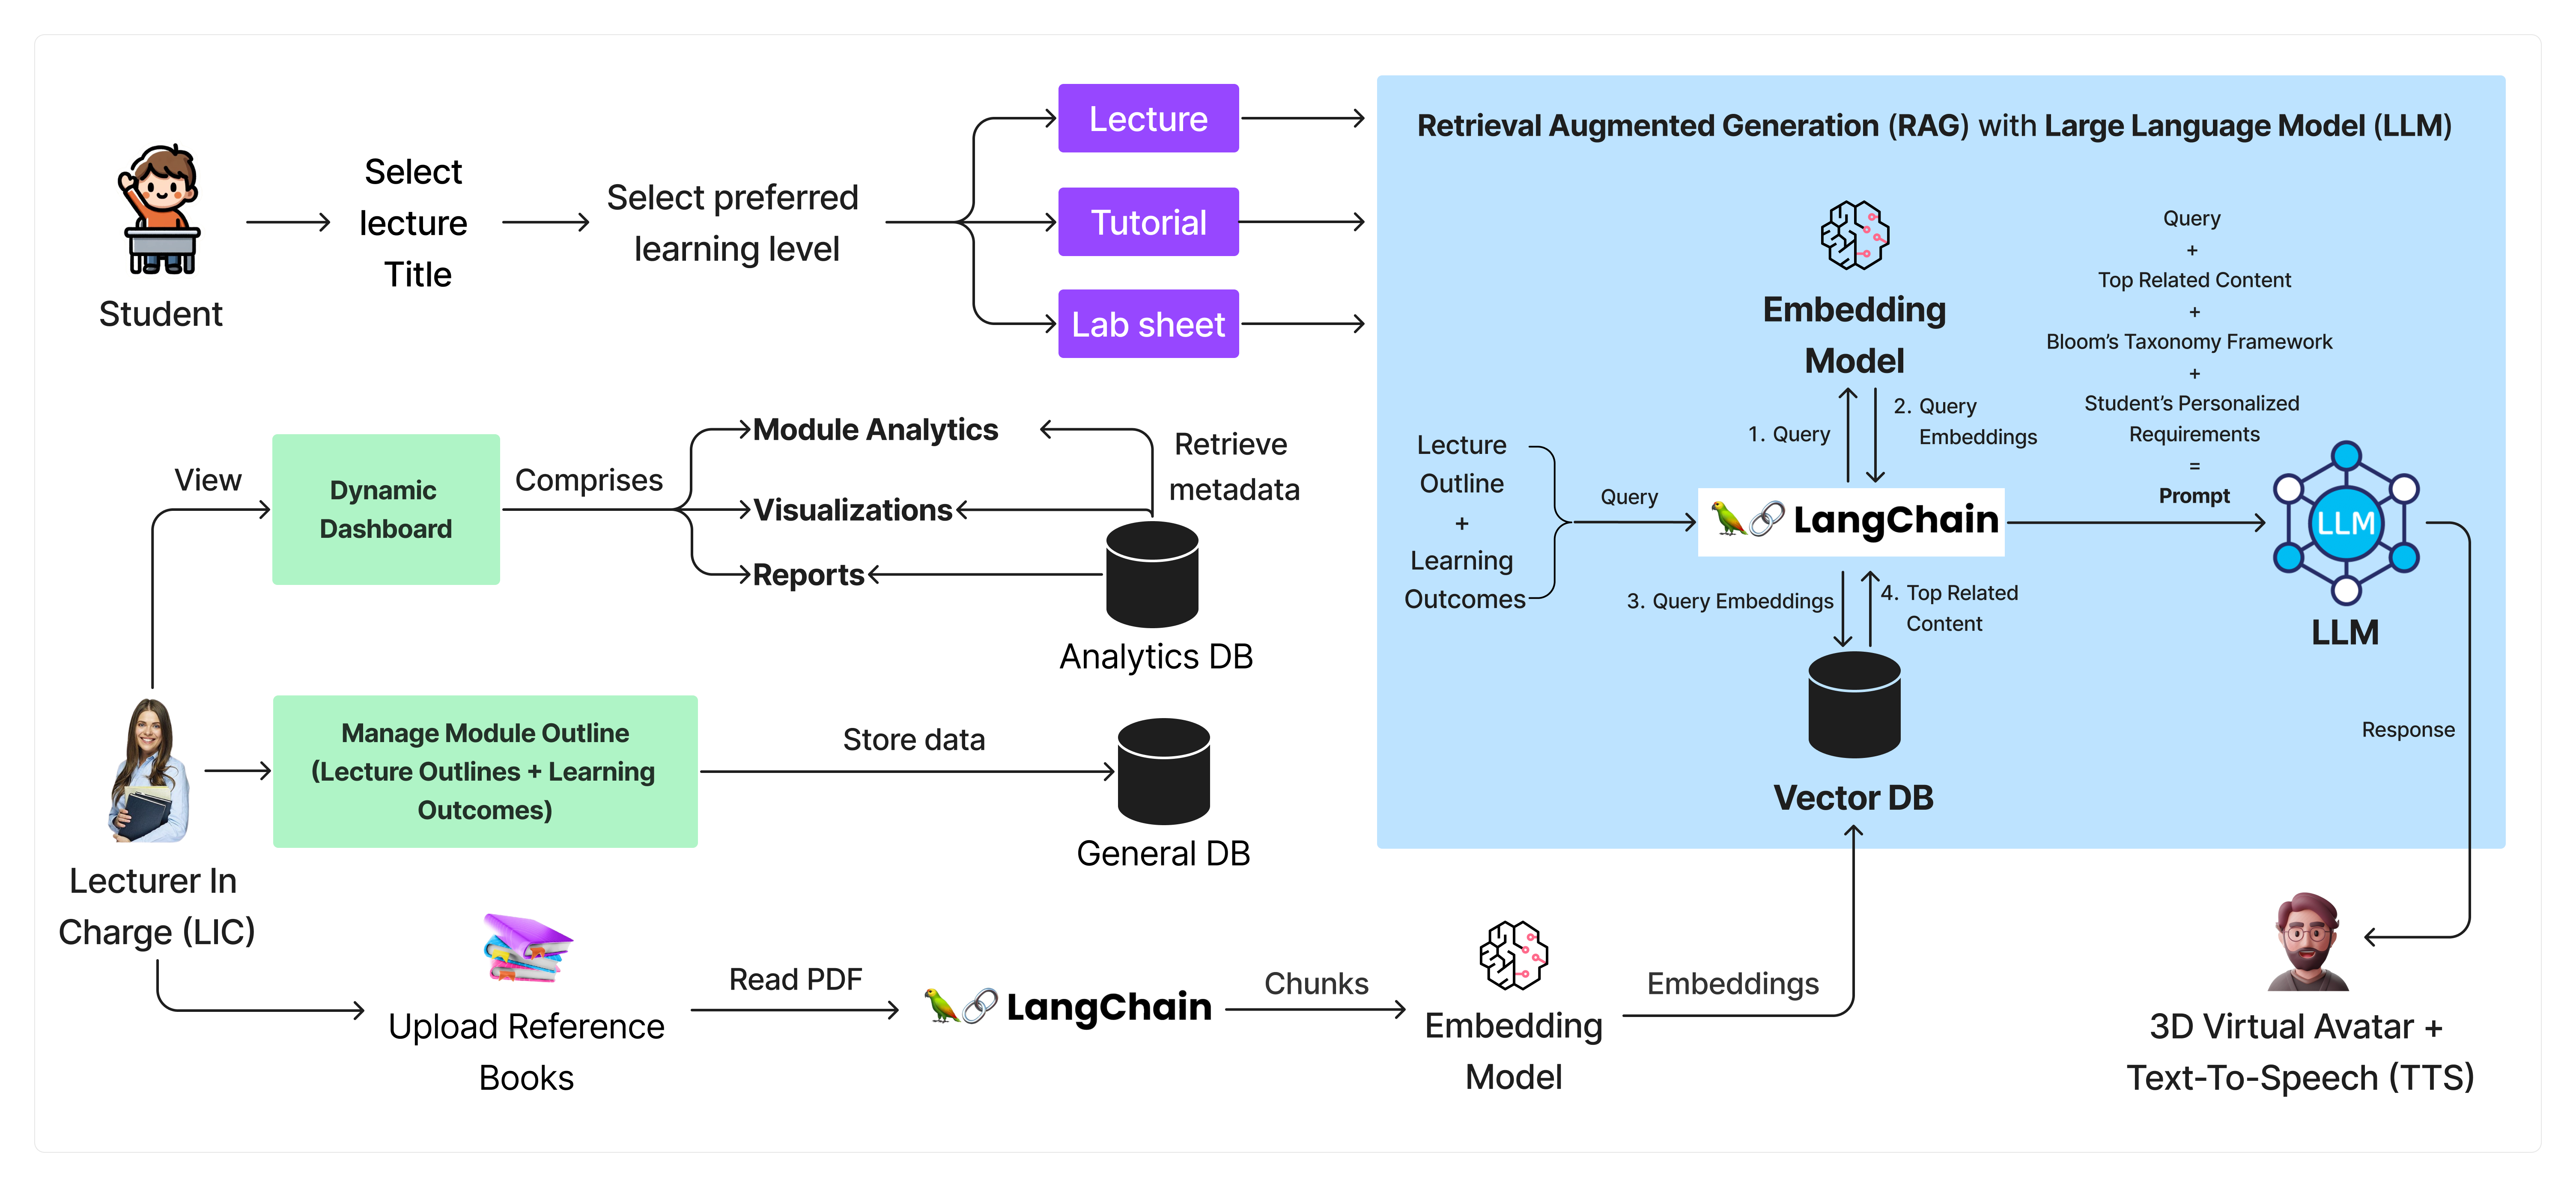 Student
Select
lecture
Title
Select preferred
learning level
Lecture
Tutorial
Lab sheet
View
Dynamic
Dashboard
Comprises
Module Analytics
Visualizations
Reports
Retrieve
metadata
Analytics DB
Lecturer In
Charge (LIC)
Manage Module Outline
(Lecture Outlines + Learning
Outcomes)
Store data
General DB
Upload Reference
Books
Read PDF
LangChain
Chunks
Embedding
Model
Embeddings
Retrieval Augmented Generation (RAG) with Large Language Model (LLM)
Embedding
Model
1. Query
2. Query
Embeddings
Lecture
Outline
+
Learning
Outcomes
Query
LangChain
3. Query Embeddings
4. Top Related
Content
Vector DB
Query
+
Top Related Content
+
Bloom’s Taxonomy Framework
+
Student’s Personalized
Requirements
=
Prompt
LLM
LLM
Response
3D Virtual Avatar +
Text-To-Speech (TTS)